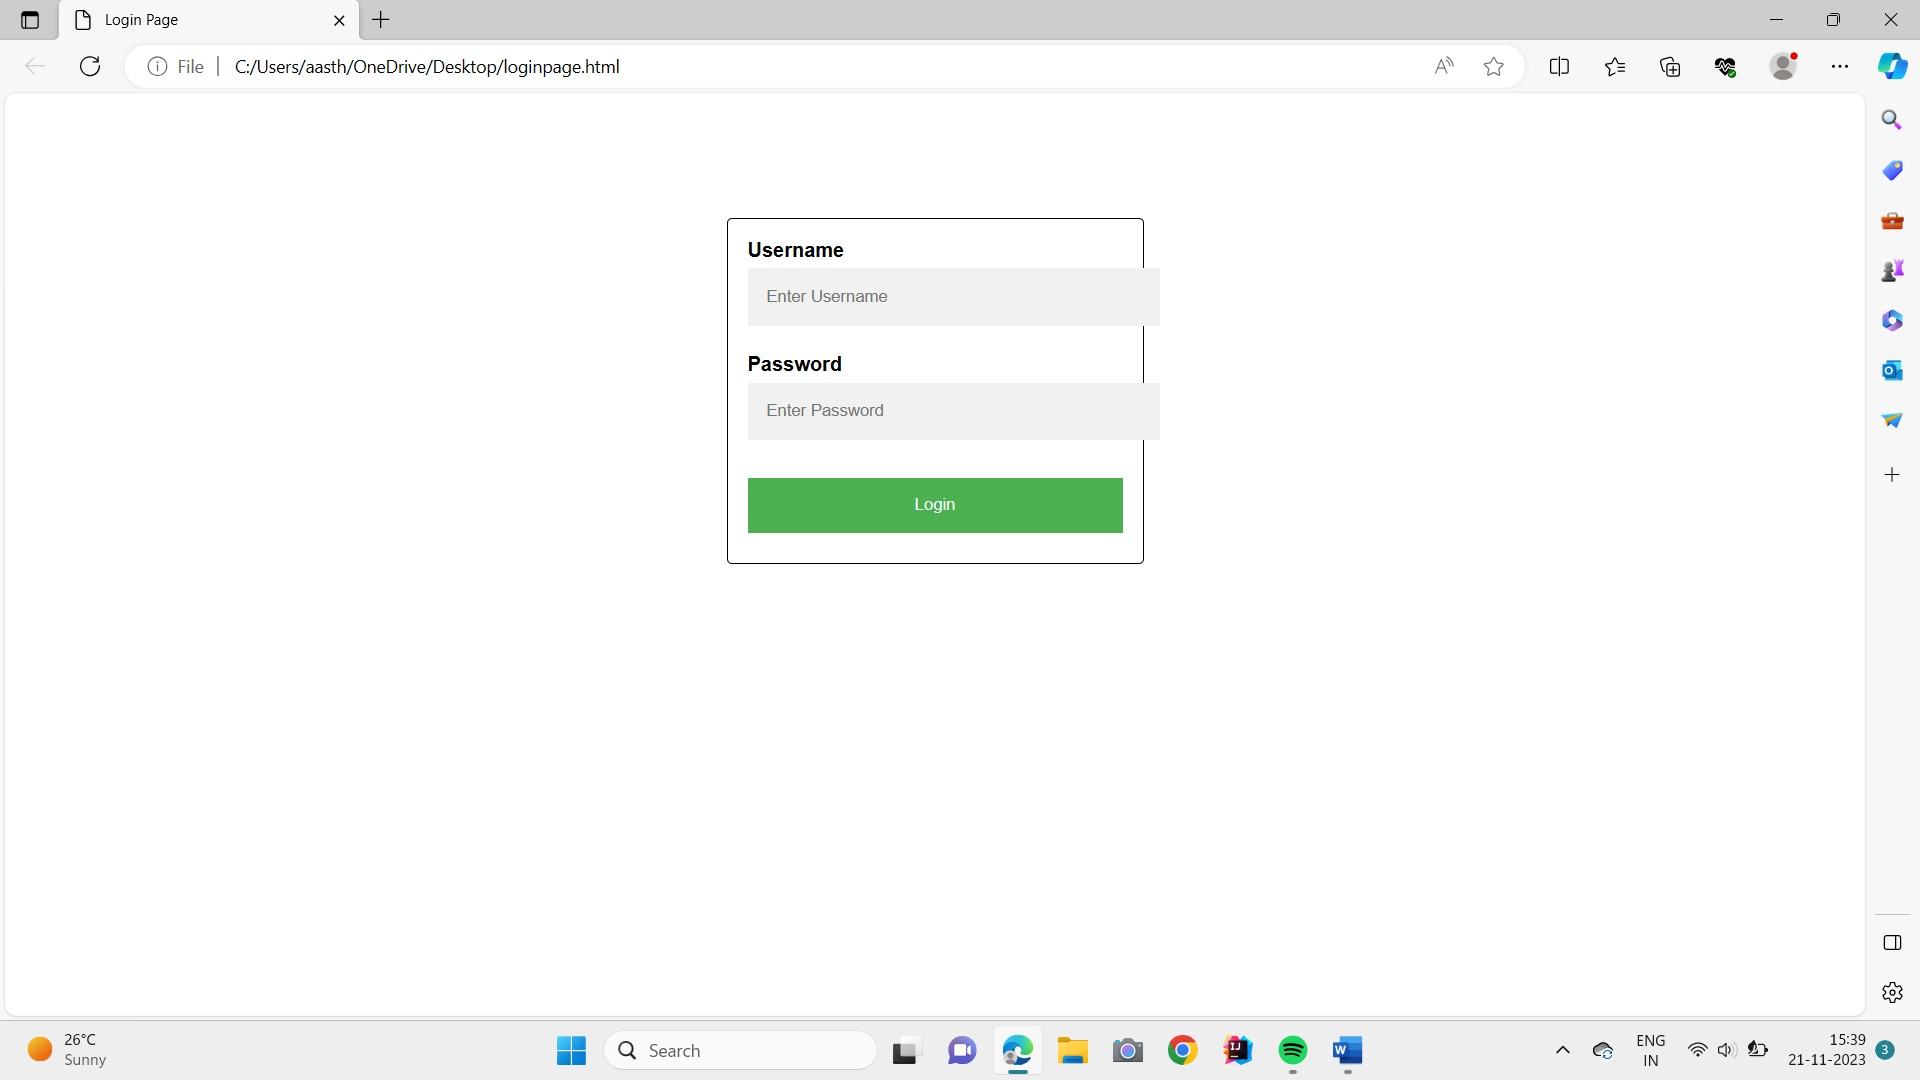 Login Page
File
C:/Users/aasth/OneDrive/Desktop/loginpage.html
Username
Enter Username
Password
Enter Password
Login
26°C
Sunny
Search
ENG
IN
15:39
21-11-2023
3